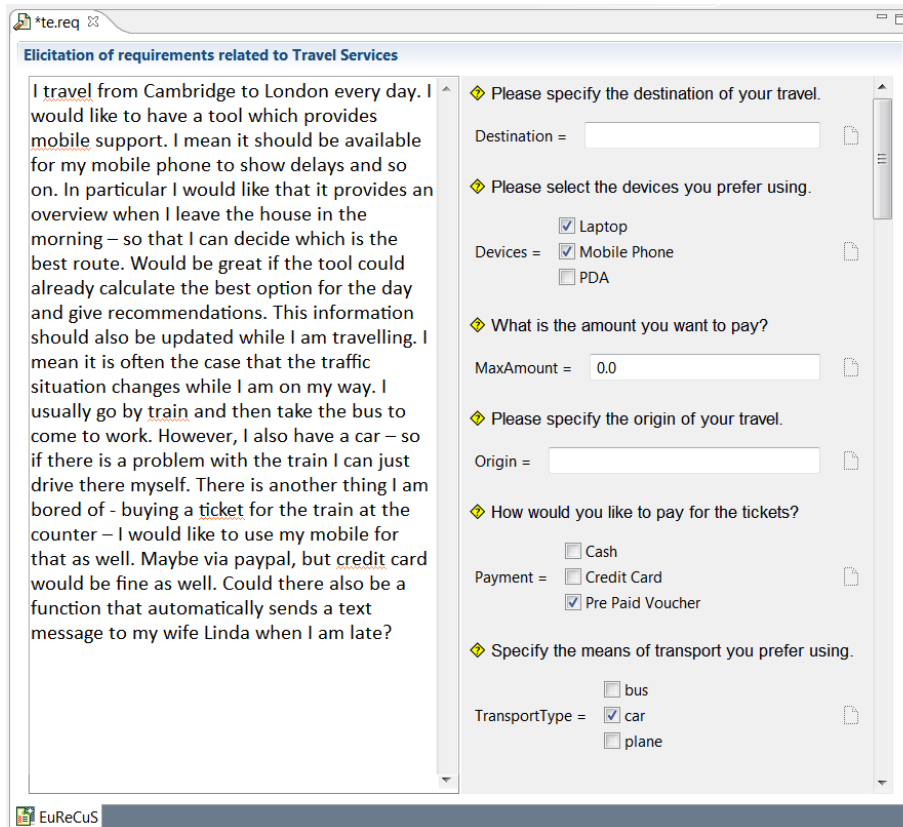 *te.req
Elicitation of requirements related to Travel Services
I travel from Cambridge to London every day. I
would like to have a tool which provides
mobile support. I mean it should be available
for my mobile phone to show delays and so
on. In particular I would like that it provides an
overview when I leave the house in the
morning – so that I can decide which is the
best route. Would be great if the tool could
already calculate the best option for the day
and give recommendations. This information
should also be updated while I am travelling. I
mean it is often the case that the traffic
situation changes while I am on my way. I
usually go by train and then take the bus to
come to work. However, I also have a car – so
if there is a problem with the train I can just
drive there myself. There is another thing I am
bored of - buying a ticket for the train at the
counter – I would like to use my mobile for
that as well. Maybe via paypal, but credit card
would be fine as well. Could there also be a
function that automatically sends a text
message to my wife Linda when I am late?
Please specify the destination of your travel.
Destination =
Please select the devices you prefer using.
Laptop
Devices = Mobile Phone
PDA
What is the amount you want to pay?
MaxAmount = 0.0
Please specify the origin of your travel.
Origin =
How would you like to pay for the tickets?
Cash
Payment = Credit Card
Pre Paid Voucher
Specify the means of transport you prefer using.
bus
TransportType = car
plane
EuReCuS